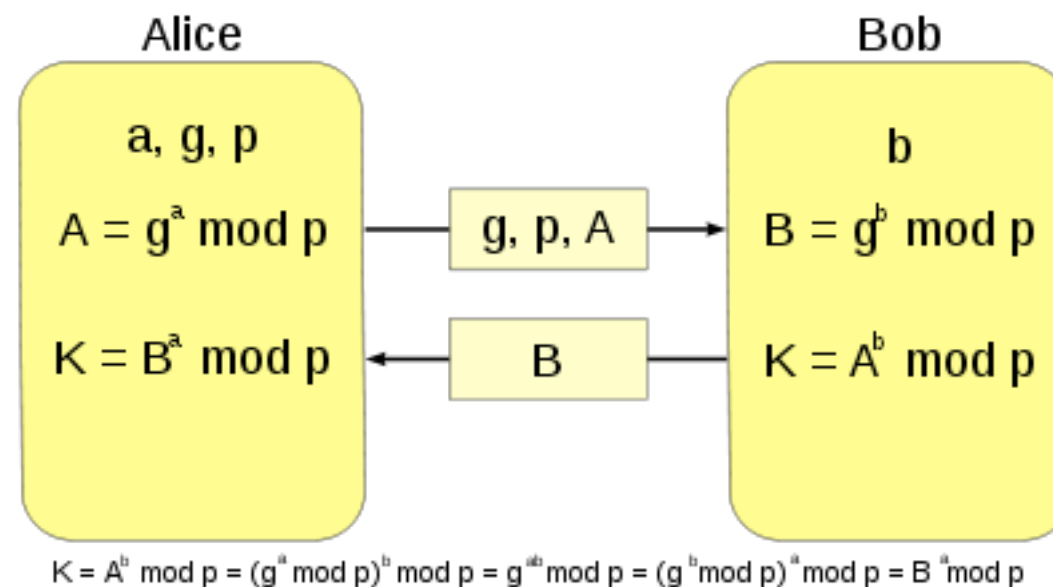 Alice Bob
a, g, p
b
A = gᵃ mod p
g, p, A
B = gᵇ mod p
K = Bᵃ mod p
B
K = Aᵇ mod p
K = Aᵇ mod p = (gᵃ mod p)ᵇ mod p = gᵃᵇ mod p = (gᵇ mod p)ᵃ mod p = Bᵃ mod p